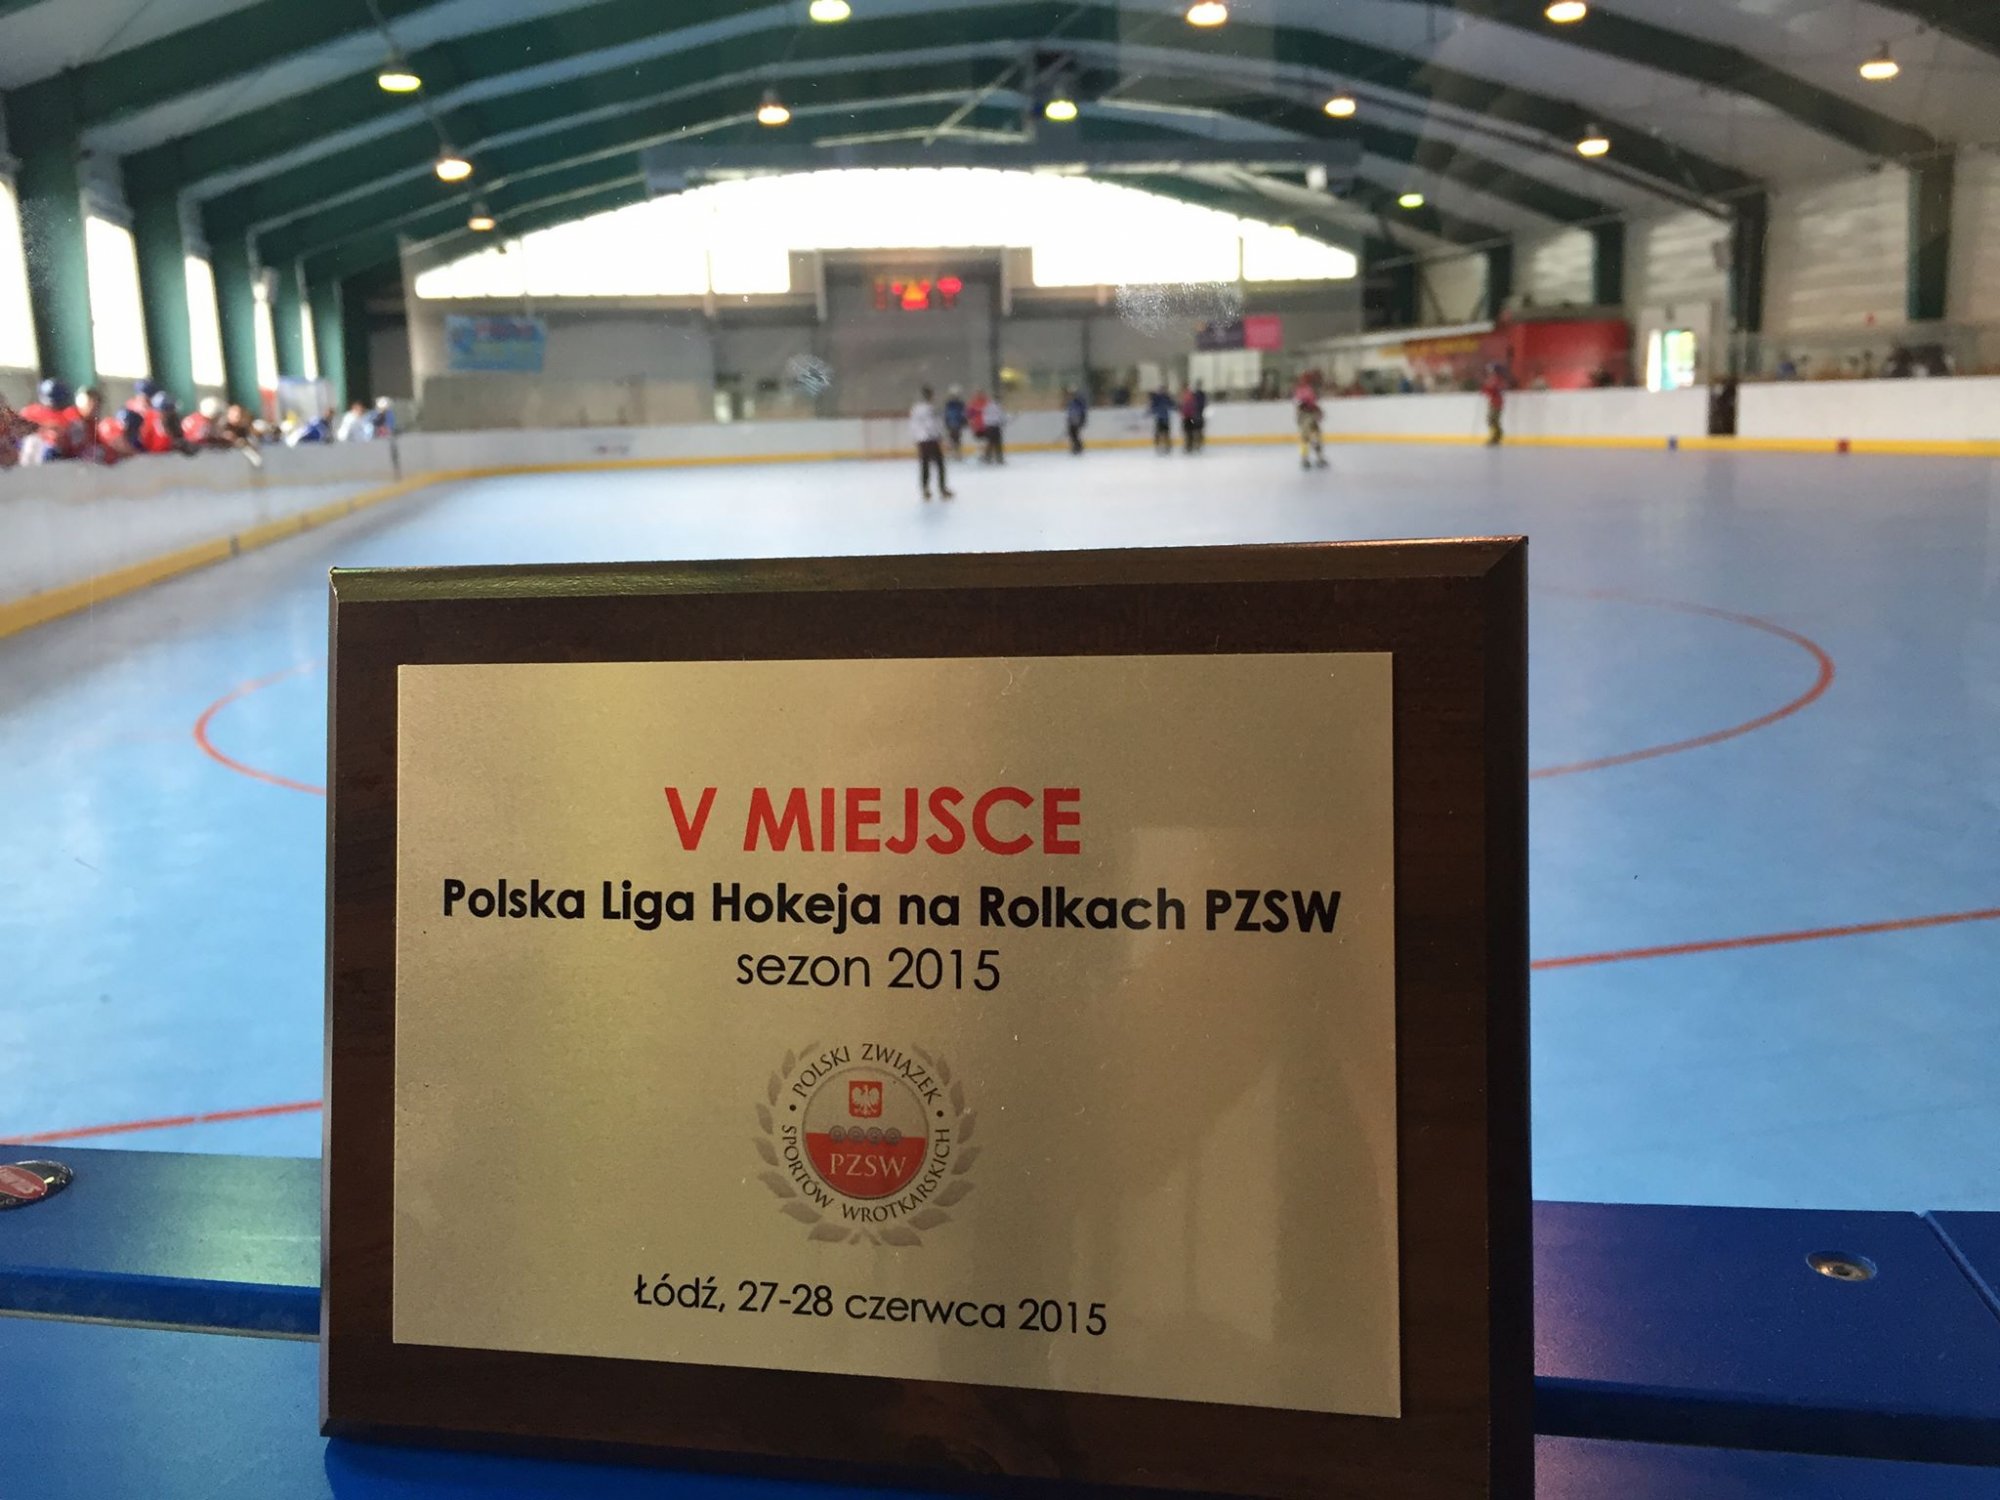 V MIEJSCE
Polska Liga Hokeja na Rolkach PZSW
sezon 2015
POLSKI ZWIĄZEK
SPORTÓW WROTKARSKICH
PZSW
Łódź, 27-28 czerwca 2015